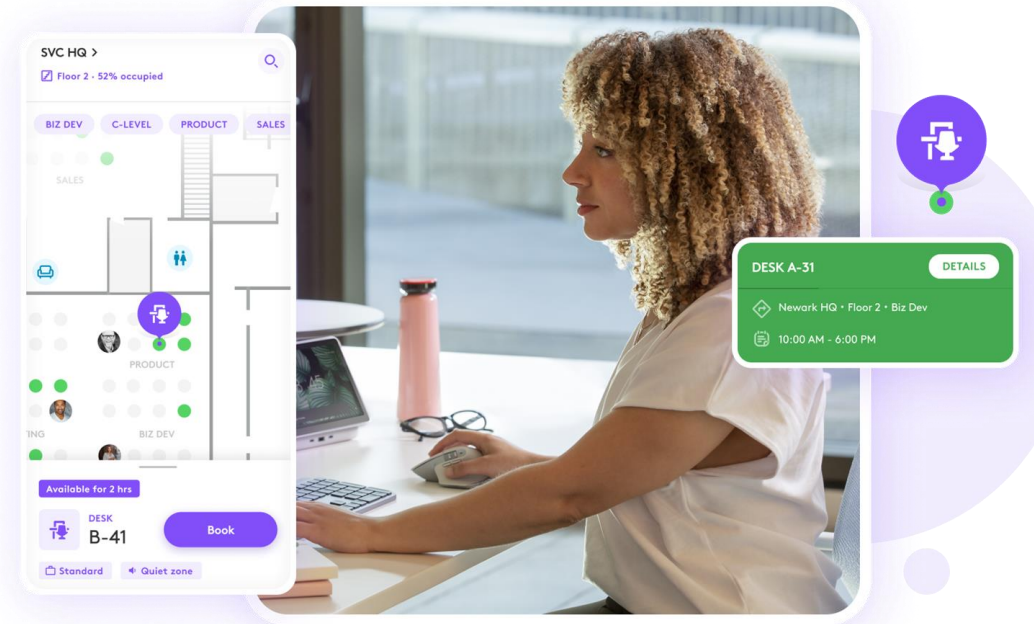 SVC HQ >
Floor 2 · 52% occupied
BIZ DEV
C-LEVEL
PRODUCT
SALES
SALES
PRODUCT
ING
BIZ DEV
Available for 2 hrs
DESK
B-41
Book
Standard
Quiet zone
DESK A-31
DETAILS
Newark HQ • Floor 2 • Biz Dev
10:00 AM - 6:00 PM